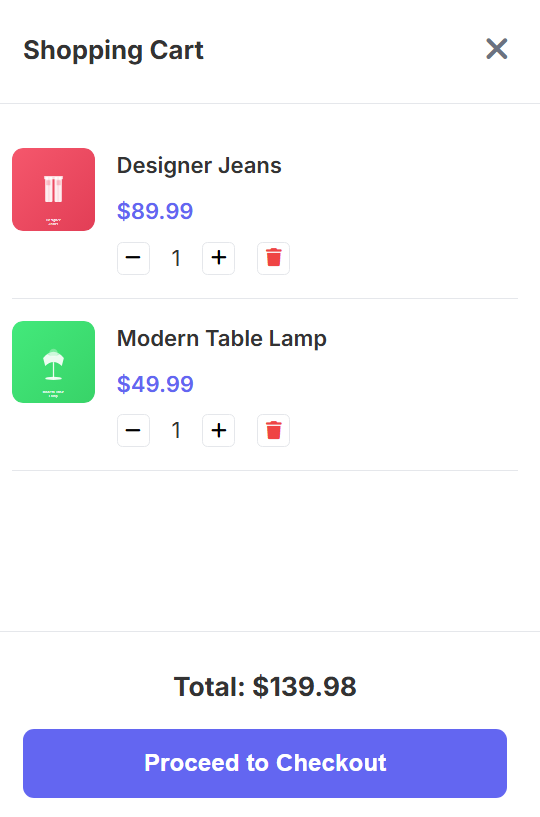 Shopping Cart
Designer Jeans
$89.99
1
Modern Table Lamp
$49.99
1
Total: $139.98
Proceed to Checkout